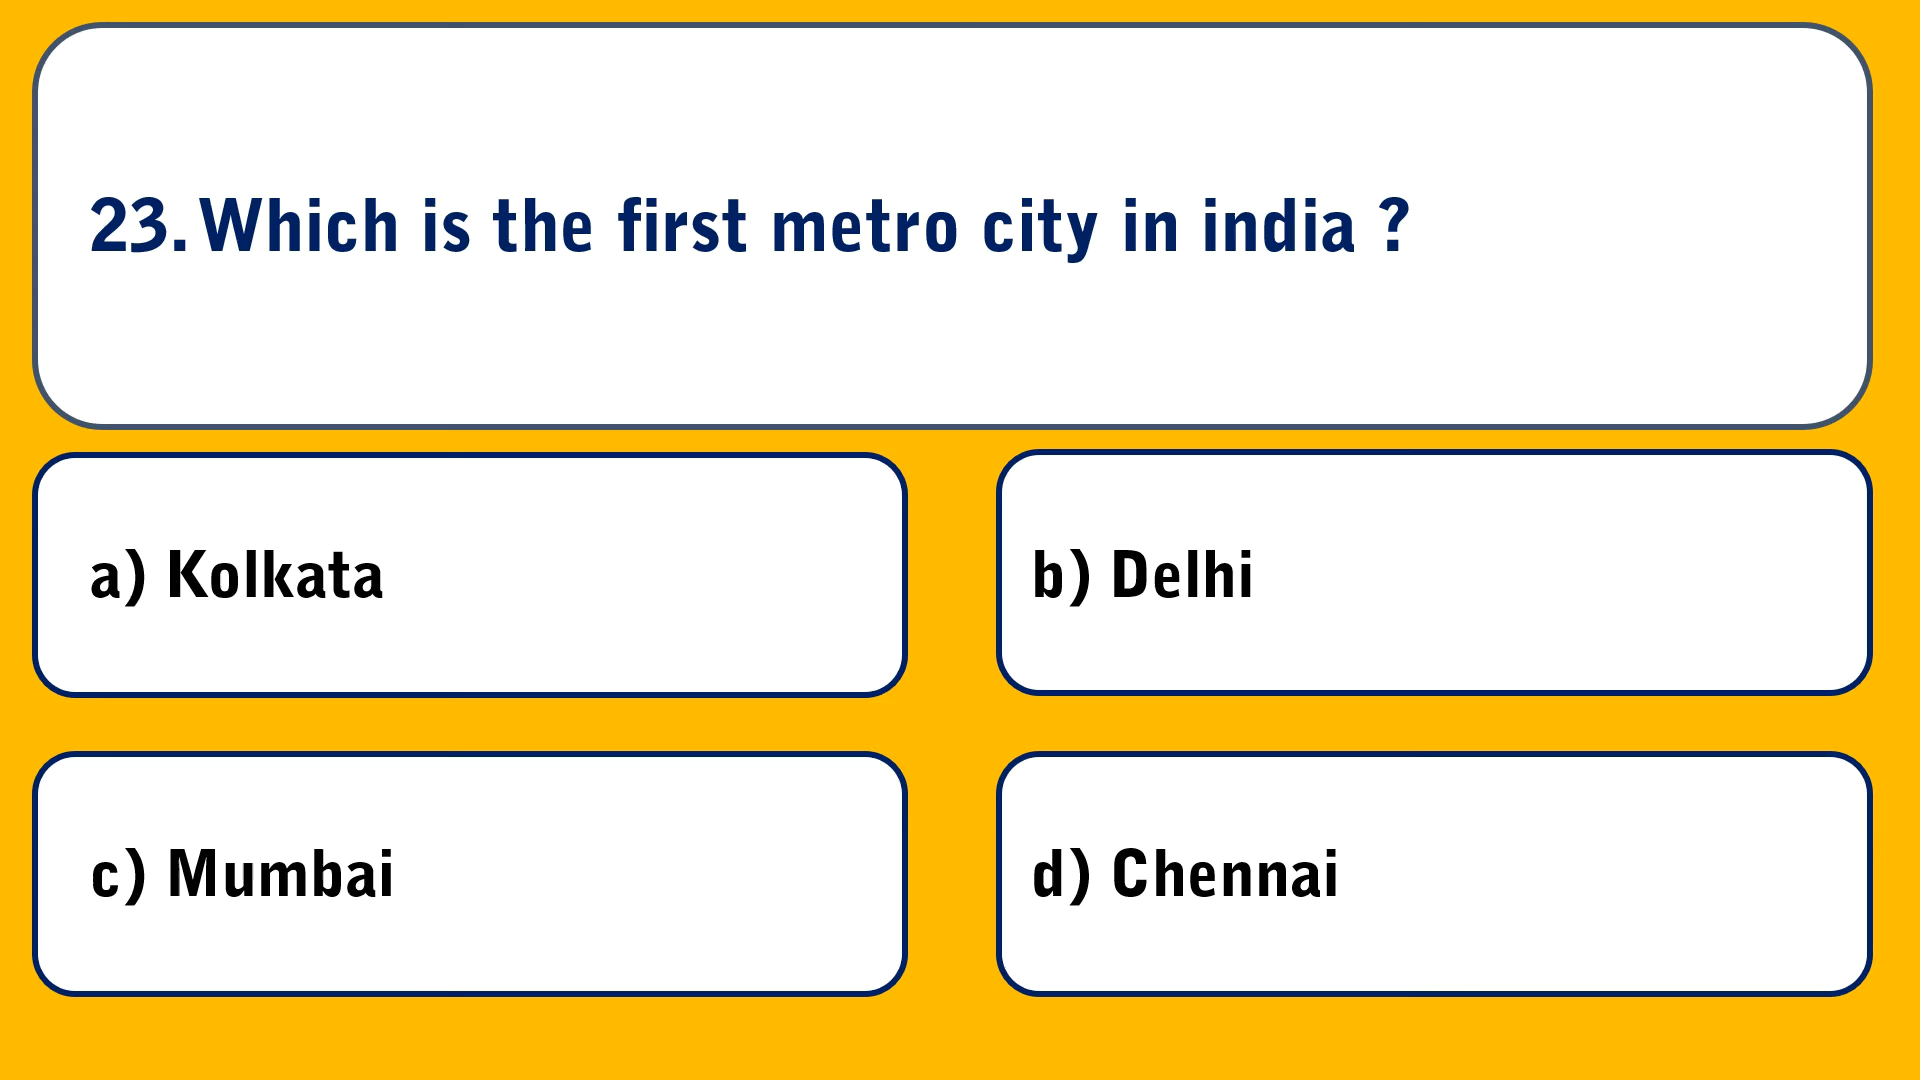 23. Which is the first metro city in india ?
a) Kolkata
b) Delhi
c) Mumbai
d) Chennai